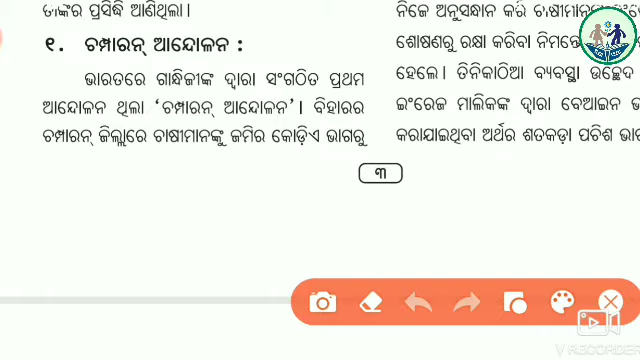 ପ୍ରସିଦ୍ଧି ଆଣିଥିଲା।
୧. ଚମ୍ପାରନ୍ ଆନ୍ଦୋଳନ :
ଭାରତରେ ଗାନ୍ଧିଜୀଙ୍କ ଦ୍ୱାରା ସଂଗଠିତ ପ୍ରଥମ
ଆନ୍ଦୋଳନ ଥିଲା ‘ଚମ୍ପାରନ୍ ଆନ୍ଦୋଳନ’। ବିହାରର
ଚମ୍ପାରନ୍ ଜିଲ୍ଲାରେ ଚାଷୀମାନଙ୍କୁ ଜମିର କୋଡ଼ିଏ ଭାଗରୁ
ନିଜେ ଅନୁସନ୍ଧାନ କରି
ଶୋଷଣରୁ ରକ୍ଷା କରିବା ନିମନ୍ତେ
ହେଲେ। ତିନିକାଠିଆ ବ୍ୟବସ୍ଥା ଉଚ୍ଛେଦ
ଇଂରେଜ ମାଲିକଙ୍କ ଦ୍ୱାରା ବେଆଇନ
କରାଯାଇଥିବା ଅର୍ଥର ଶତକଡ଼ା ପଚିଶ
୩
RECORDER